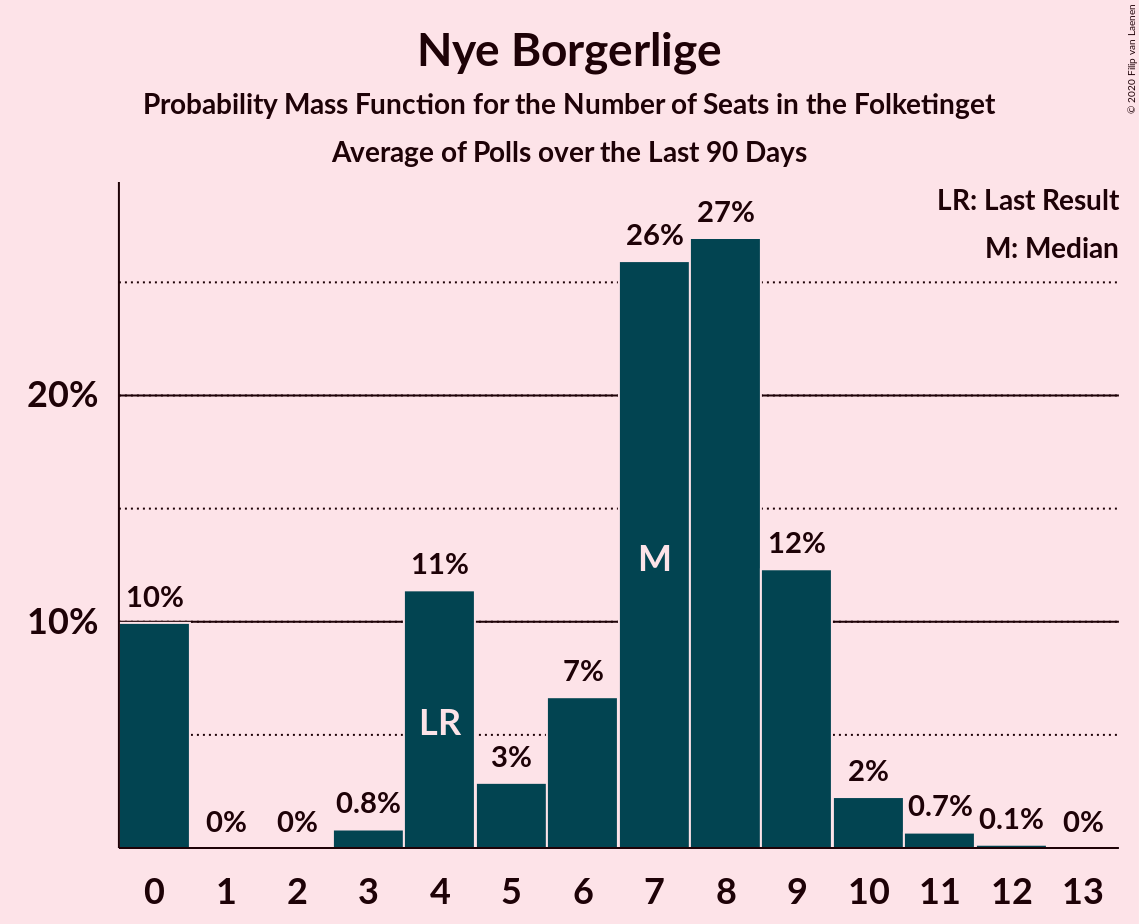 Nye Borgerlige
Probability Mass Function for the Number of Seats in the Folketinget
Average of Polls over the Last 90 Days
© 2020 Filip van Laenen
LR: Last Result
M: Median
20%
10%
10%
0%
0%
0.8%
11%
3%
7%
26%
27%
12%
2%
0.7%
0.1%
0%
LR
M
0 1 2 3 4 5 6 7 8 9 10 11 12 13